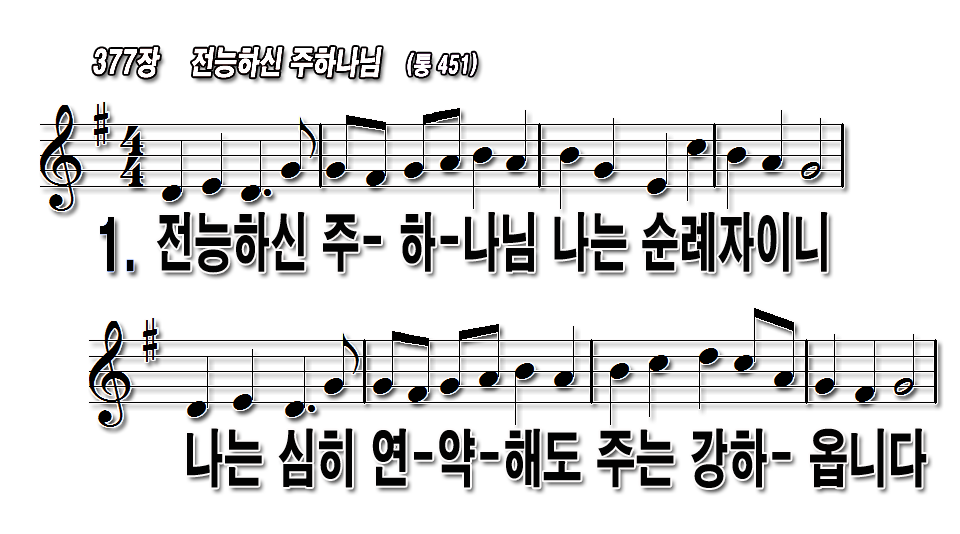 377장 전능하신 주하나님 (통 451)
4
4
1. 전능하신 주- 하-나님 나는 순례자이니
나는 심히 연-약-해도 주는 강하- 옵니다